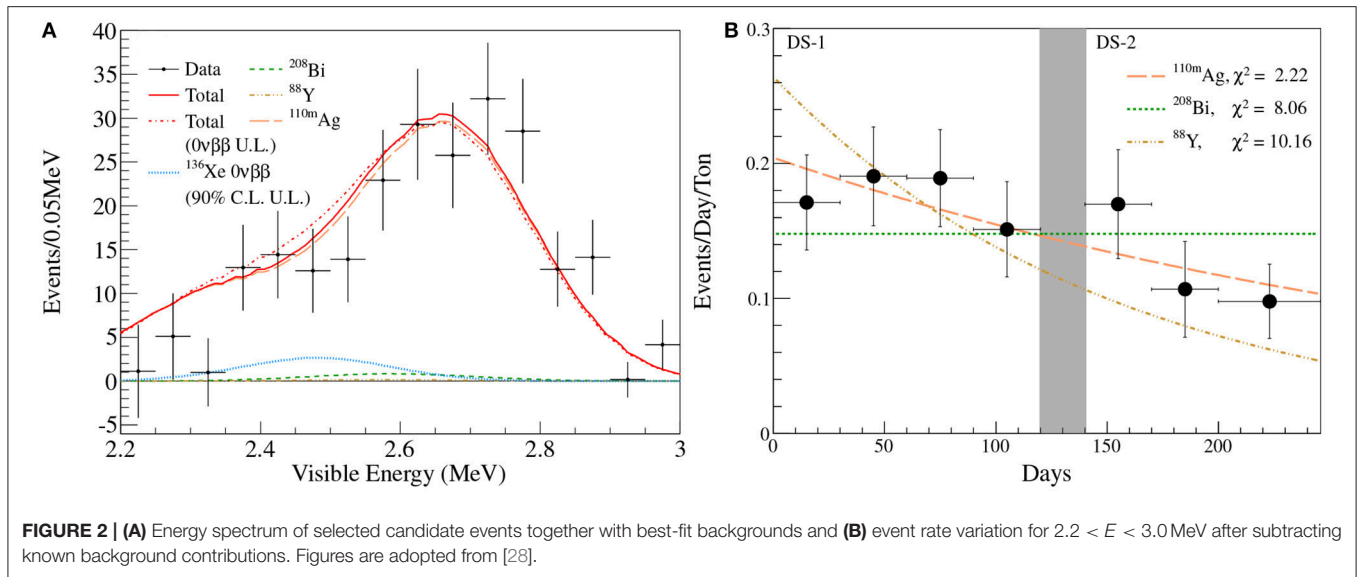 A
40
35
30
25
20
15
10
5
0
-5
Events/0.05MeV
Data
Total
Total
(0νββ U.L.)
¹³⁶Xe 0νββ
(90% C.L. U.L.)
²⁰⁸Bi
⁸⁸Y
¹¹⁰ᵐAg
2.2 2.4 2.6 2.8 3
Visible Energy (MeV)
B
DS-1 DS-2
¹¹⁰ᵐAg, χ² = 2.22
²⁰⁸Bi, χ² = 8.06
⁸⁸Y, χ² = 10.16
0.3
0.2
0.1
0
Events/Day/Ton
0 50 100 150 200
Days
FIGURE 2 | (A) Energy spectrum of selected candidate events together with best-fit backgrounds and (B) event rate variation for 2.2 < E < 3.0 MeV after subtracting
known background contributions. Figures are adopted from [28].